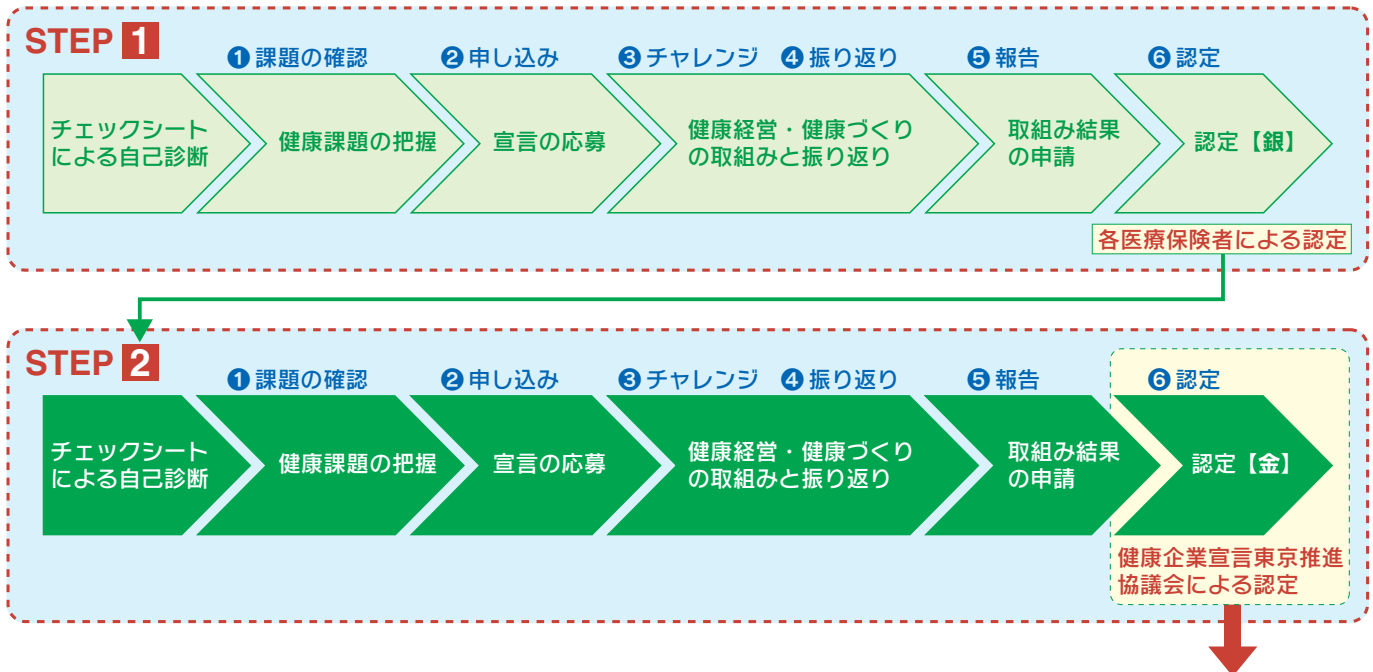 STEP 1
❶課題の確認
❷申し込み
❸チャレンジ
❹振り返り
❺報告
❻認定
チェックシート
による自己診断
健康課題の把握
宣言の応募
健康経営・健康づくり
の取組みと振り返り
取組み結果
の申請
認定【銀】
各医療保険者による認定
STEP 2
❶課題の確認
❷申し込み
❸チャレンジ
❹振り返り
❺報告
❻認定
チェックシート
による自己診断
健康課題の把握
宣言の応募
健康経営・健康づくり
の取組みと振り返り
取組み結果
の申請
認定【金】
健康企業宣言東京推進
協議会による認定